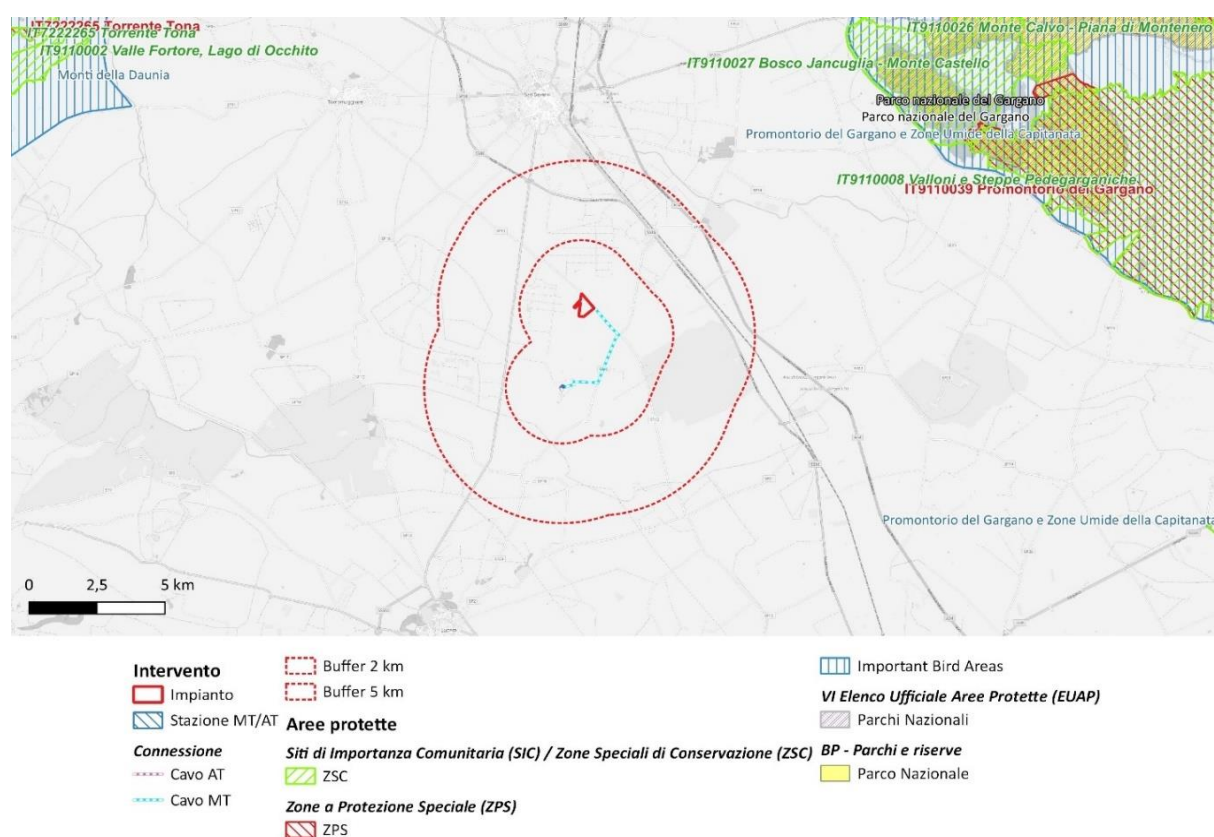 IT7222265 Torrente Tona
IT7222265 Torrente Tona
IT9110002 Valle Fortore, Lago di Occhito
Monti della Daunia
IT9110026 Monte Calvo - Piana di Montenero
IT9110027 Bosco Jancuglia - Monte Castello
Parco nazionale del Gargano
Parco nazionale del Gargano
Promontorio del Gargano e Zone Umide della Capitanata
IT9110008 Valloni e Steppe Pedegarganiche
IT9110039 Promontorio del Gargano
San Severo
Torremaggiore
Promontorio del Gargano e Zone Umide della Capitanata
Lucera
0 2,5 5 km
Intervento
Impianto
Stazione MT/AT
Connessione
Cavo AT
Cavo MT
Buffer 2 km
Buffer 5 km
Aree protette
Siti di Importanza Comunitaria (SIC) / Zone Speciali di Conservazione (ZSC)
ZSC
Zone a Protezione Speciale (ZPS)
ZPS
Important Bird Areas
VI Elenco Ufficiale Aree Protette (EUAP)
Parchi Nazionali
BP - Parchi e riserve
Parco Nazionale